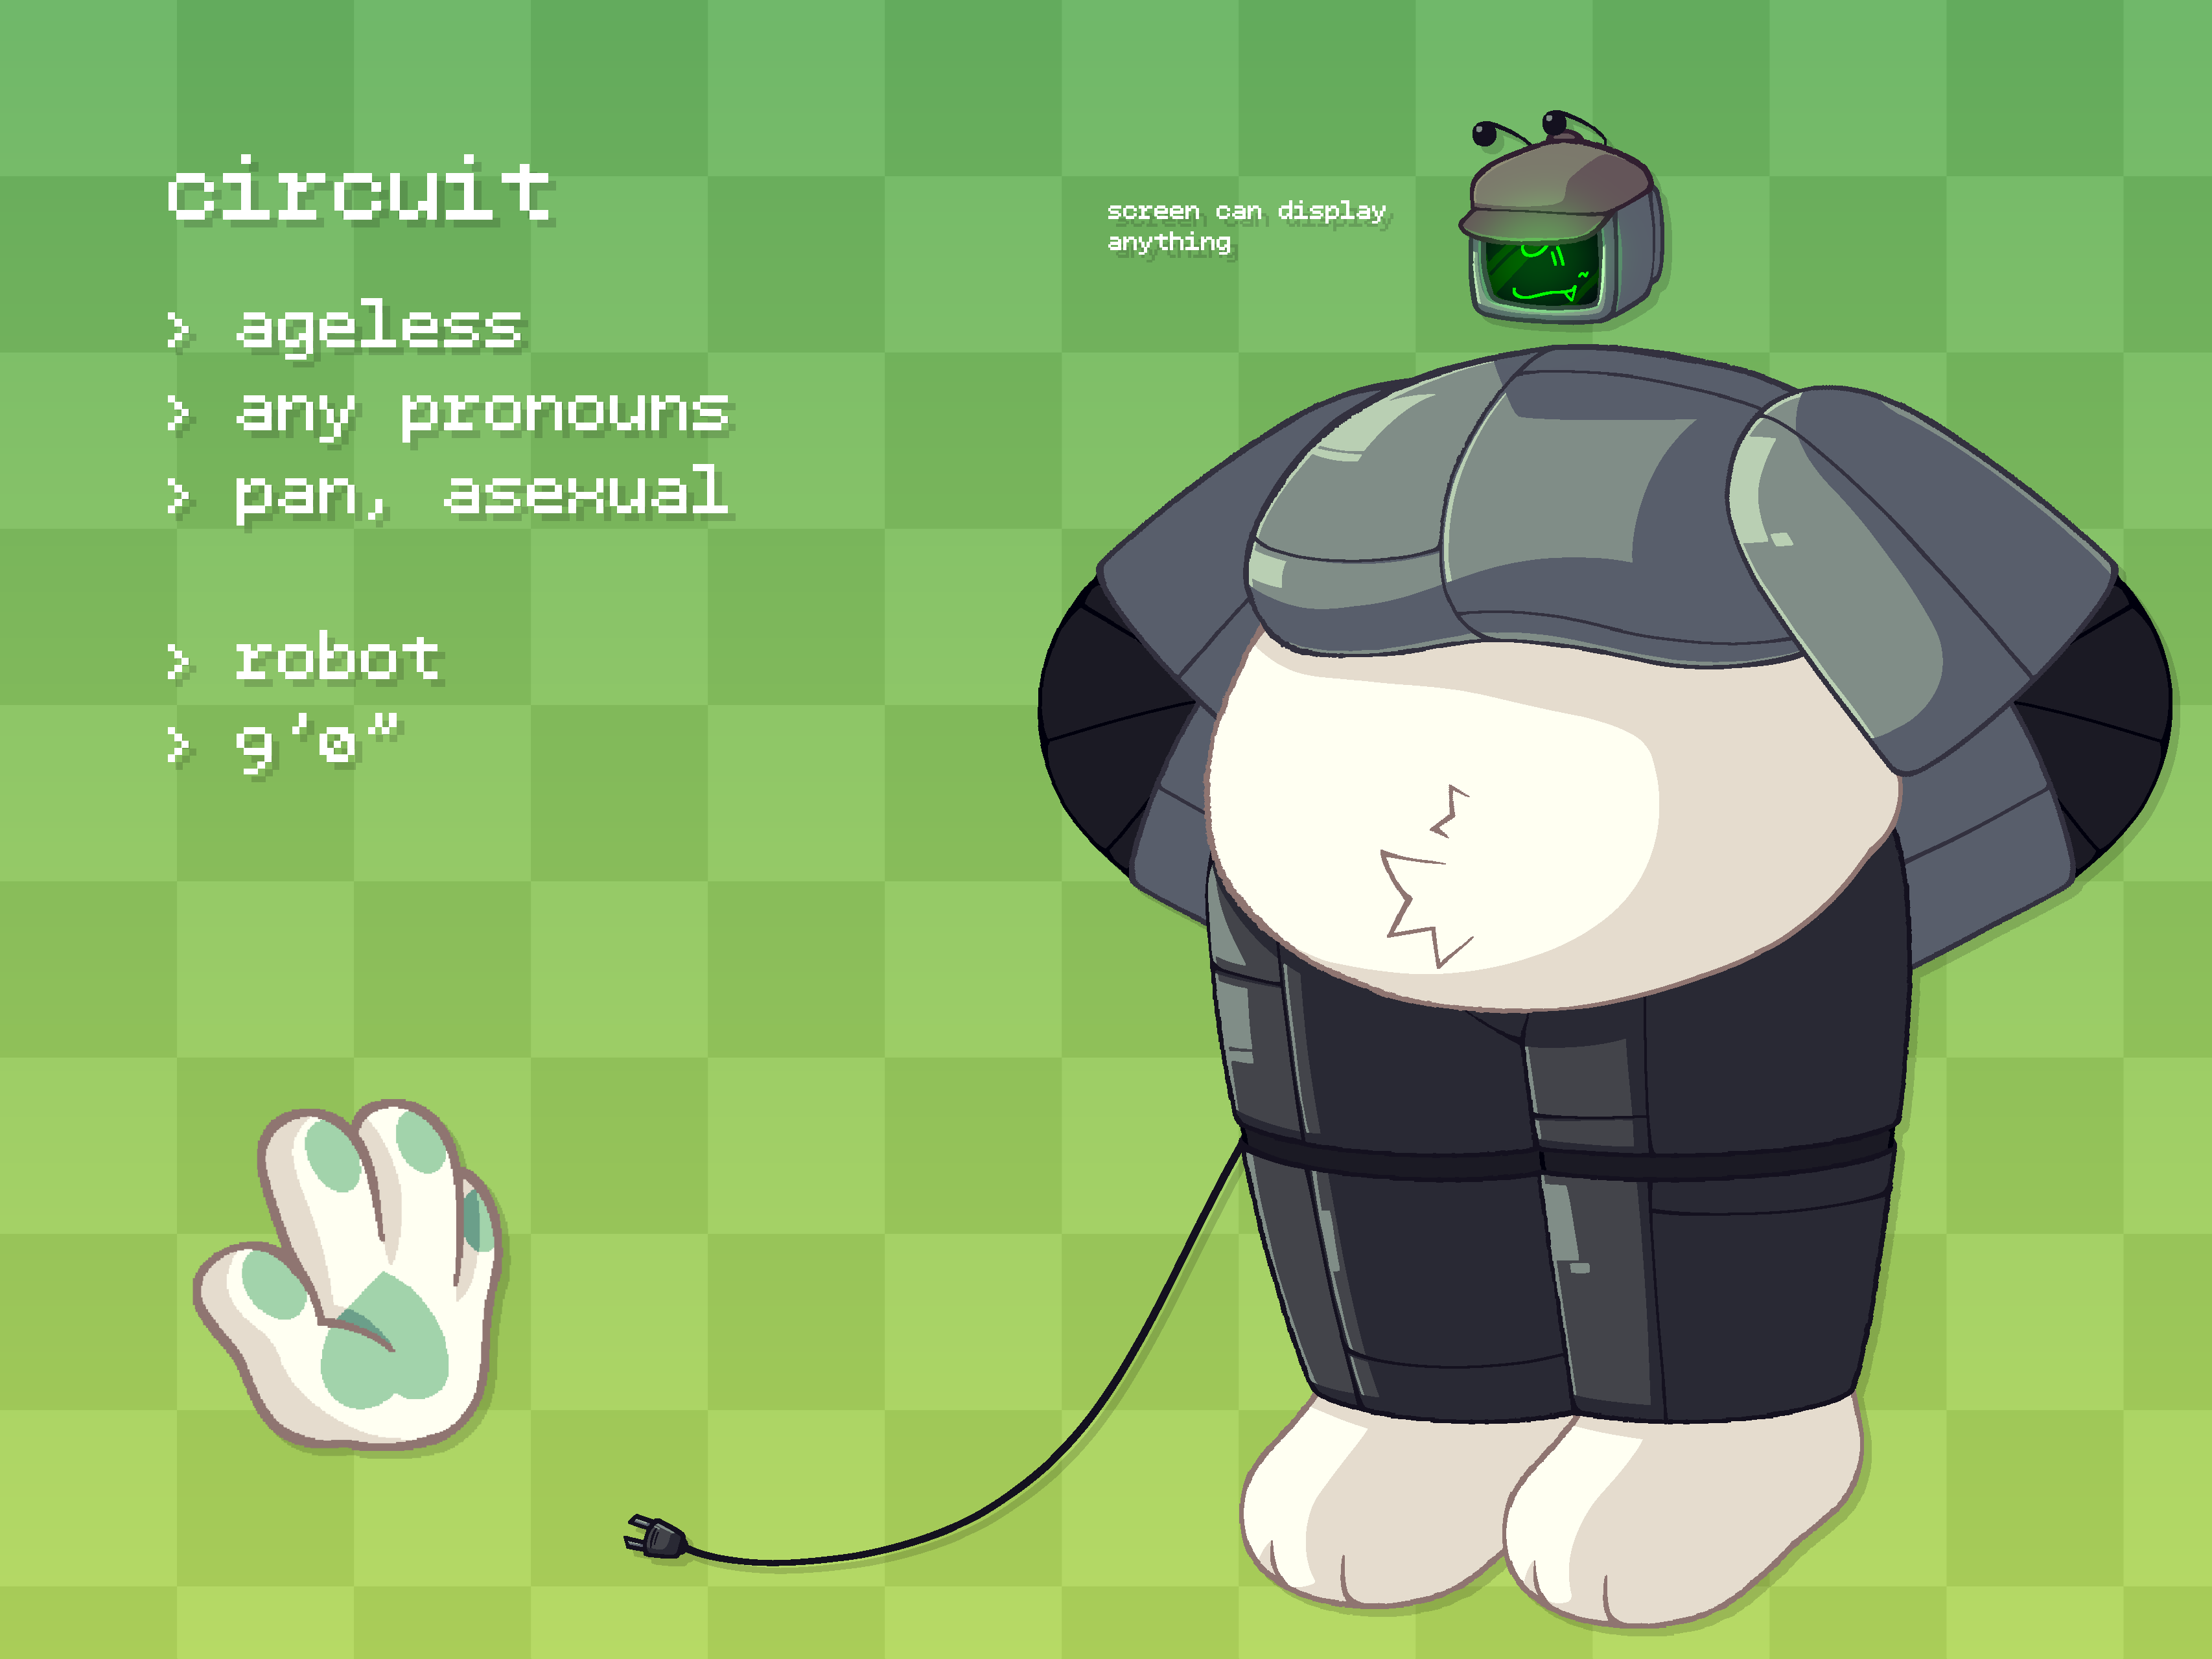 circuit
> ageless
> any pronouns
> pan, asexual
> robot
> 9'0"
screen can display
anything